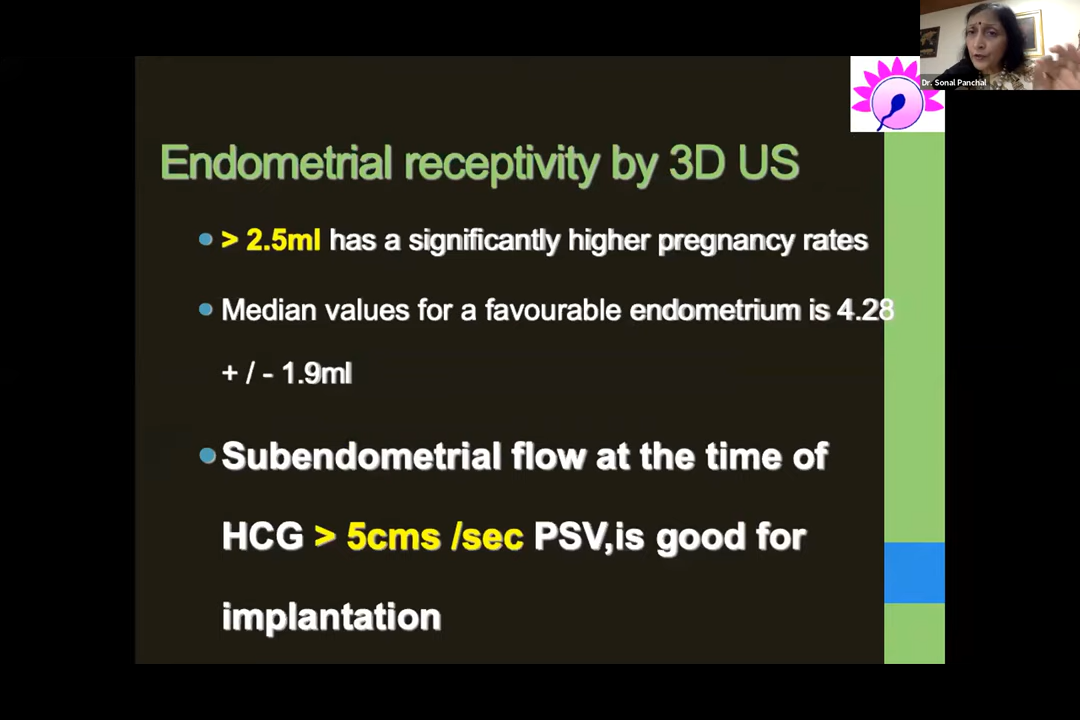 Dr. Sonal Panchal
Endometrial receptivity by 3D US
> 2.5ml has a significantly higher pregnancy rates
Median values for a favourable endometrium is 4.28
+ / - 1.9ml
Subendometrial flow at the time of
HCG > 5cms /sec PSV,is good for
implantation